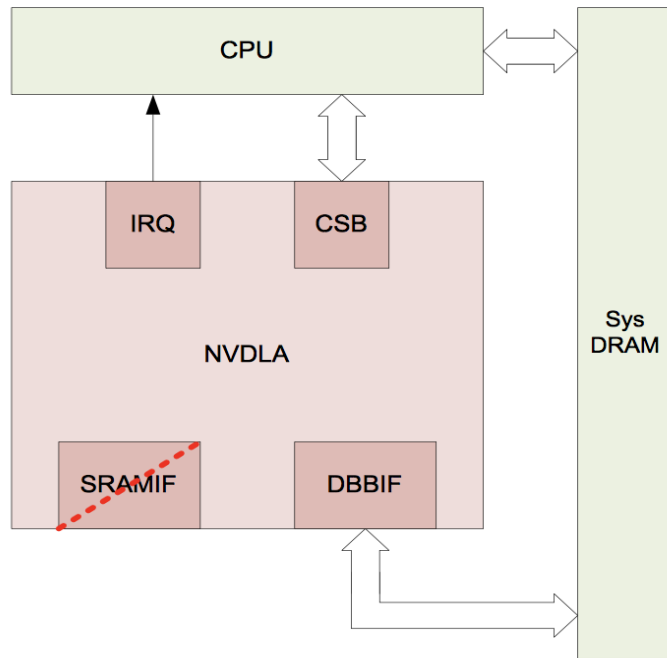 CPU
IRQ
CSB
NVDLA
Sys
DRAM
SRAMIF
DBBIF